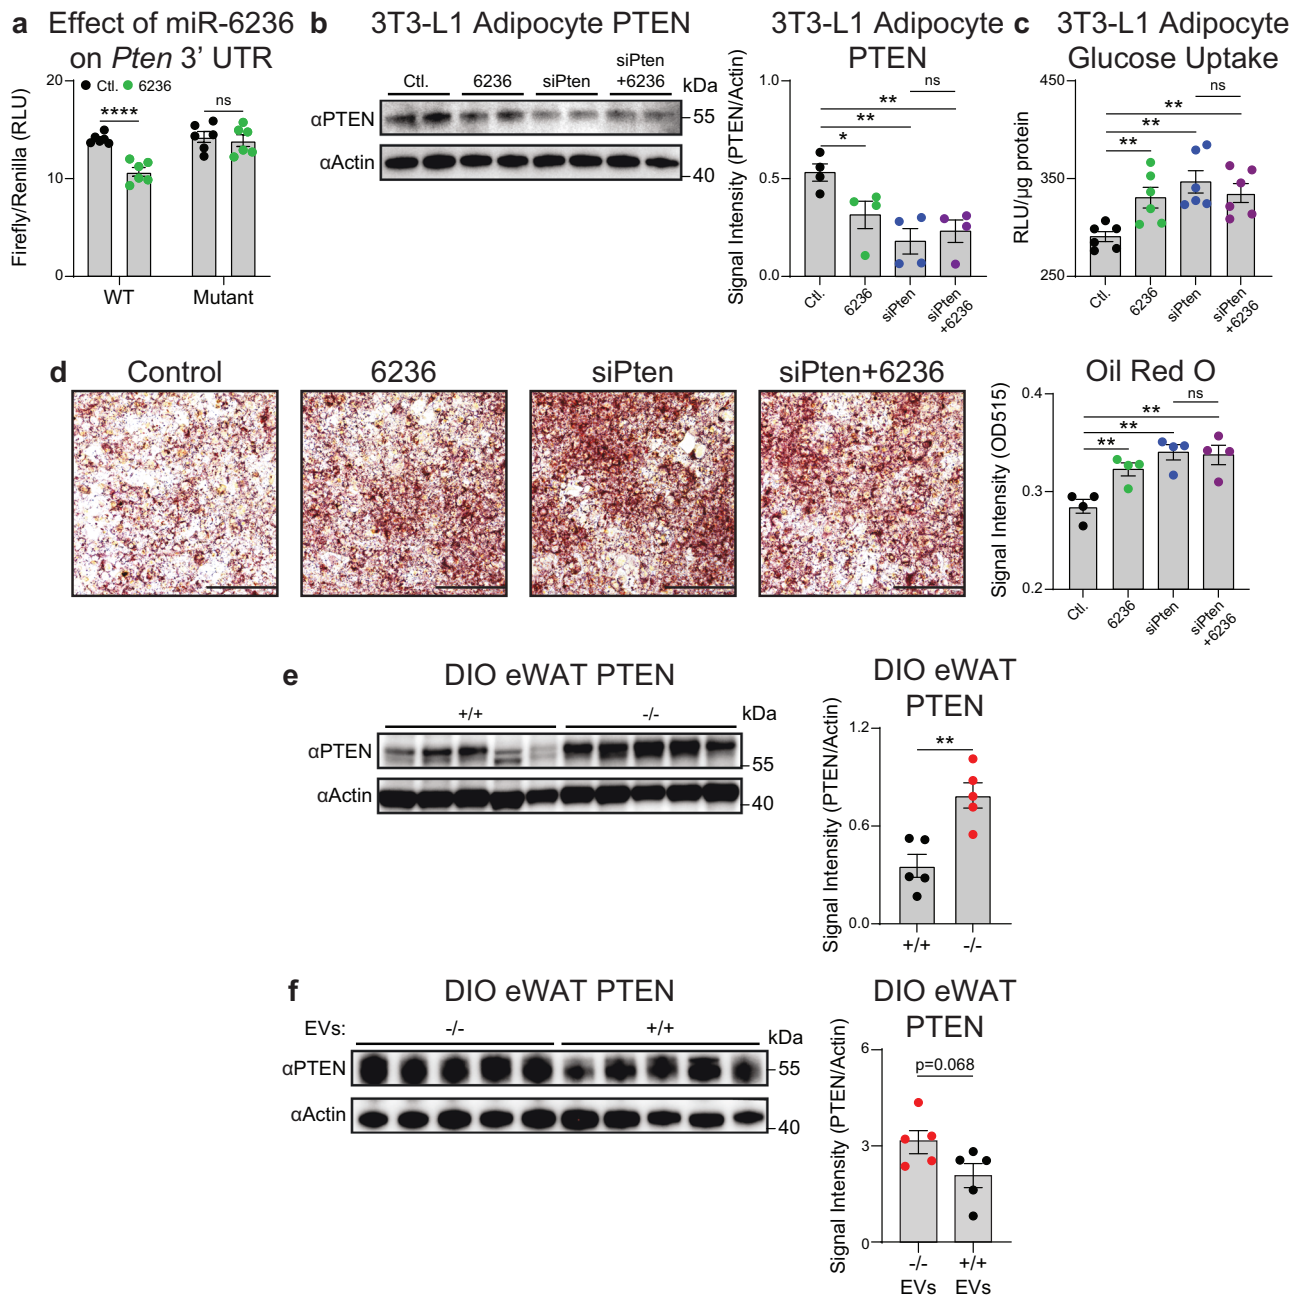 a Effect of miR-6236
on Pten 3’ UTR
Ctl. 6236
Firefly/Renilla (RLU)
20
10
0
****
ns
WT Mutant
b 3T3-L1 Adipocyte PTEN
Ctl. 6236 siPten siPten
+6236
kDa
αPTEN
55
αActin
40
3T3-L1 Adipocyte
PTEN
Signal Intensity (PTEN/Actin)
1.0
0.5
0.0
ns
**
**
*
Ctl. 6236 siPten siPten
+6236
c 3T3-L1 Adipocyte
Glucose Uptake
RLU/µg protein
450
350
250
ns
**
**
**
Ctl. 6236 siPten siPten
+6236
d Control 6236 siPten siPten+6236
Oil Red O
Signal Intensity (OD515)
0.4
0.3
0.2
ns
**
**
**
Ctl. 6236 siPten siPten
+6236
e DIO eWAT PTEN
+/+ -/- kDa
αPTEN
55
αActin
40
DIO eWAT
PTEN
Signal Intensity (PTEN/Actin)
1.2
0.6
0.0
**
+/+ -/-
f DIO eWAT PTEN
EVs: -/- +/+ kDa
αPTEN
55
αActin
40
DIO eWAT
PTEN
Signal Intensity (PTEN/Actin)
6
3
0
p=0.068
-/- +/+
EVs EVs